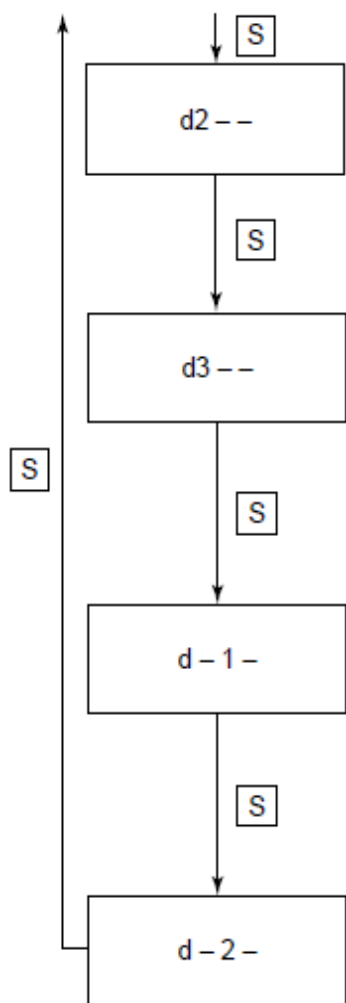 S
d2 – –
S
d3 – –
S
S
d – 1 –
S
d – 2 –